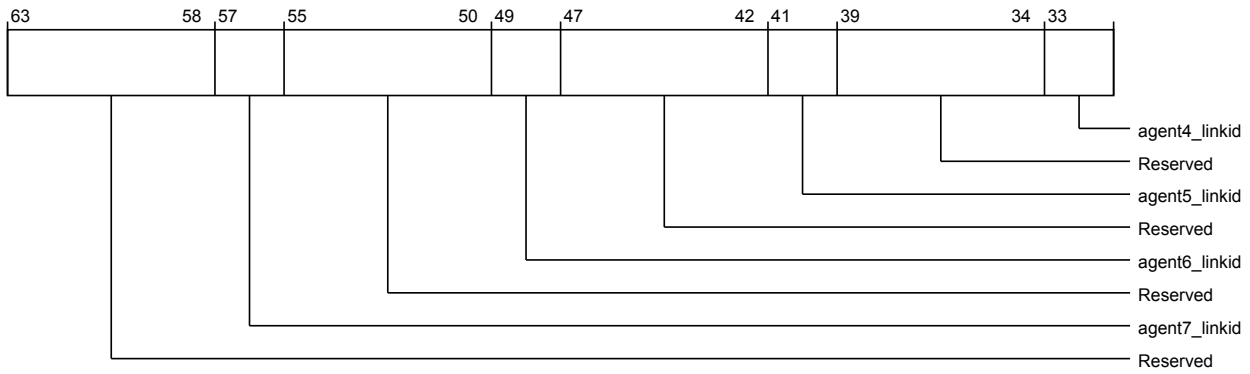 63 58 57 55 50 49 47 42 41 39 34 33
agent4_linkid
Reserved
agent5_linkid
Reserved
agent6_linkid
Reserved
agent7_linkid
Reserved